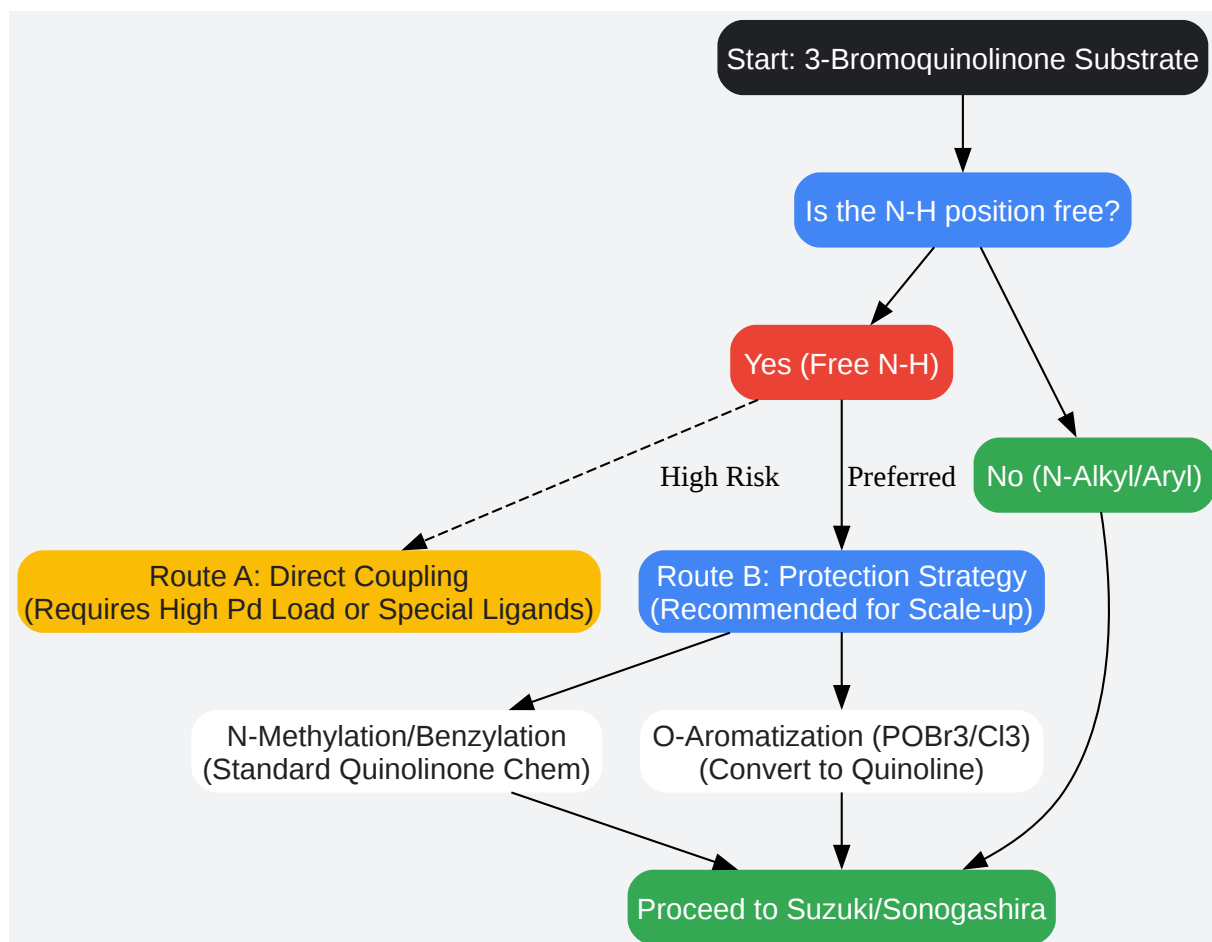 Start: 3-Bromoquinolinone Substrate
Is the N-H position free?
Yes (Free N-H)
High Risk
Preferred
No (N-Alkyl/Aryl)
Route A: Direct Coupling
(Requires High Pd Load or Special Ligands)
Route B: Protection Strategy
(Recommended for Scale-up)
N-Methylation/Benzylation
(Standard Quinolinone Chem)
O-Aromatization (POBr3/Cl3)
(Convert to Quinoline)
Proceed to Suzuki/Sonogashira